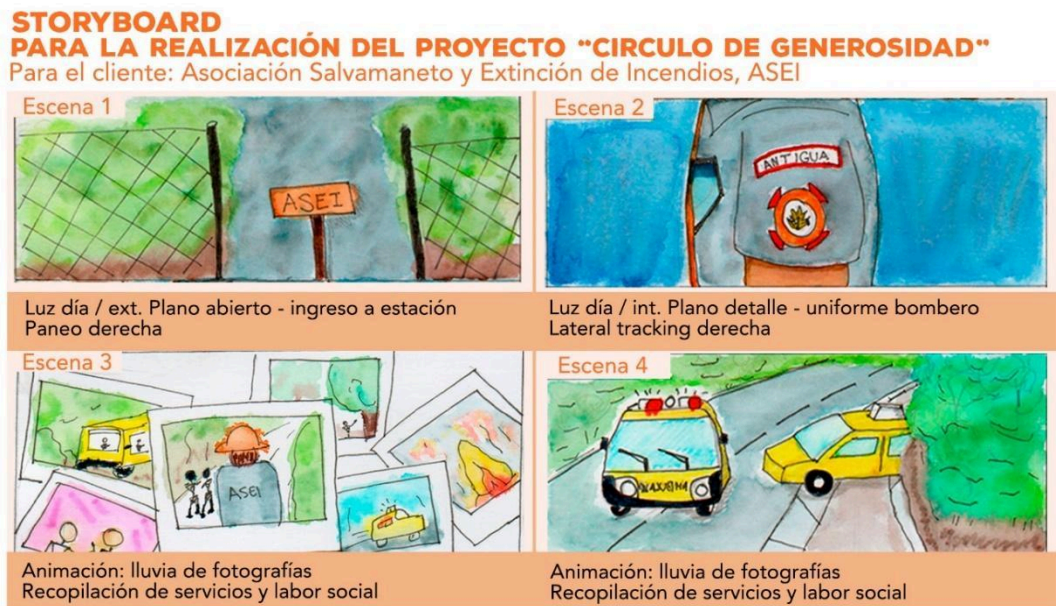 STORYBOARD
PARA LA REALIZACIÓN DEL PROYECTO "CIRCULO DE GENEROSIDAD"
Para el cliente: Asociación Salvamaneto y Extinción de Incendios, ASEI
Escena 1
ASEI
Luz día / ext. Plano abierto - ingreso a estación
Paneo derecha
Escena 2
ANTIGUA
Luz día / int. Plano detalle - uniforme bombero
Lateral tracking derecha
Escena 3
ASEI
Animación: lluvia de fotografías
Recopilación de servicios y labor social
Escena 4
Animación: lluvia de fotografías
Recopilación de servicios y labor social